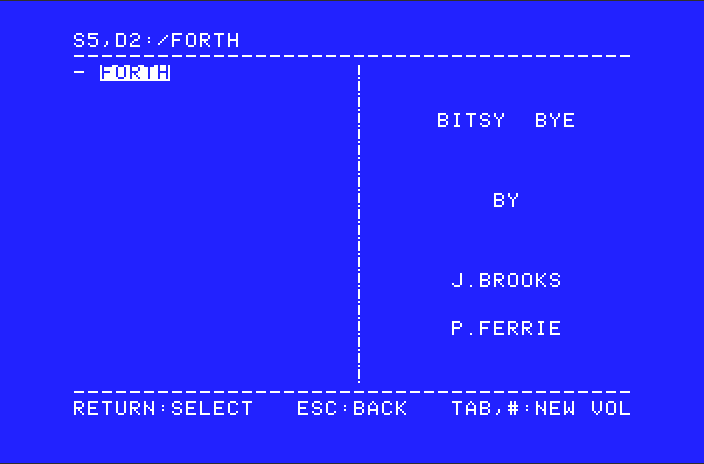 S5,D2:/FORTH
- FORTH
BITSY BYE
BY
J.BROOKS
P.FERRIE
RETURN:SELECT ESC:BACK TAB,#:NEW VOL